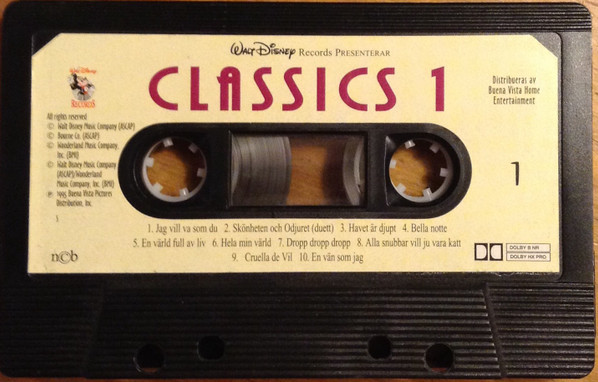 Walt Disney Records PRESENTERAR
CLASSICS 1
Walt Disney
RECORDS
Distribueras av
Buena Vista Home
Entertainment
All rights reserved
© Walt Disney Music Company (ASCAP)
© Bourne Co. (ASCAP)
© Wonderland Music Company,
Inc. (BMI)
© Walt Disney Music Company
(ASCAP)/Wonderland
Music Company, Inc. (BMI)
℗ 1995 Buena Vista Pictures
Distribution, Inc.
1
1. Jag vill va som du 2. Skönheten och Odjuret (duett) 3. Havet är djupt 4. Bella notte
5. En värld full av liv 6. Hela min värld 7. Dropp dropp dropp 8. Alla snubbar vill ju vara katt
9. Cruella de Vil 10. En vän som jag
n©b
DOLBY B NR
DOLBY HX PRO